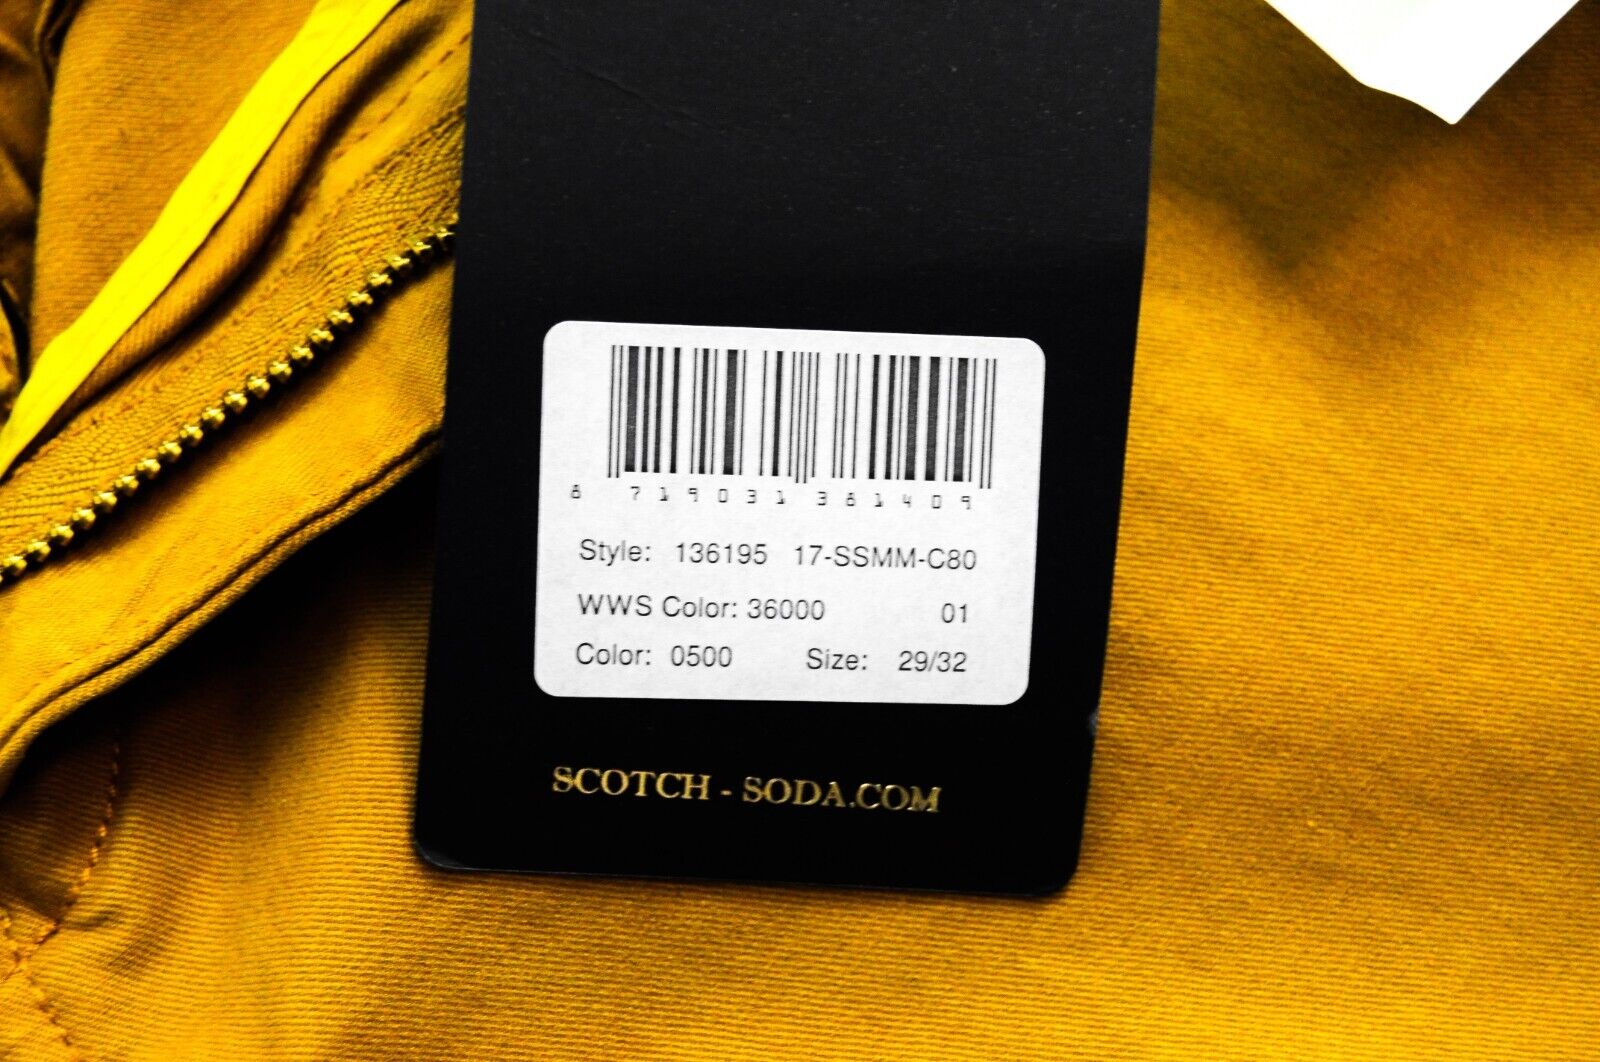 8 719031 381409
Style: 136195 17-SSMM-C80
WWS Color: 36000 01
Color: 0500 Size: 29/32
SCOTCH - SODA.COM